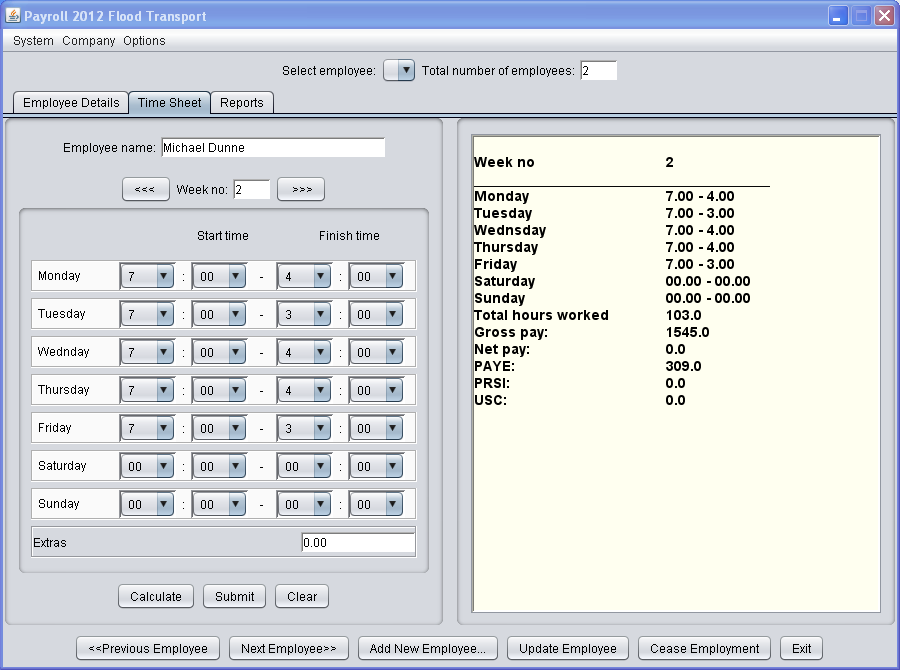 Payroll 2012 Flood Transport
System Company Options
Select employee: Total number of employees: 2
Employee Details Time Sheet Reports
Employee name: Michael Dunne
<<< Week no: 2 >>>
Start time Finish time
Monday 7 : 00 - 4 : 00
Tuesday 7 : 00 - 3 : 00
Wednday 7 : 00 - 4 : 00
Thursday 7 : 00 - 4 : 00
Friday 7 : 00 - 3 : 00
Saturday 00 : 00 - 00 : 00
Sunday 00 : 00 - 00 : 00
Extras 0.00
Calculate Submit Clear
Week no 2
Monday 7.00 - 4.00
Tuesday 7.00 - 3.00
Wednsday 7.00 - 4.00
Thursday 7.00 - 4.00
Friday 7.00 - 3.00
Saturday 00.00 - 00.00
Sunday 00.00 - 00.00
Total hours worked 103.0
Gross pay: 1545.0
Net pay: 0.0
PAYE: 309.0
PRSI: 0.0
USC: 0.0
<<Previous Employee Next Employee>> Add New Employee... Update Employee Cease Employment Exit